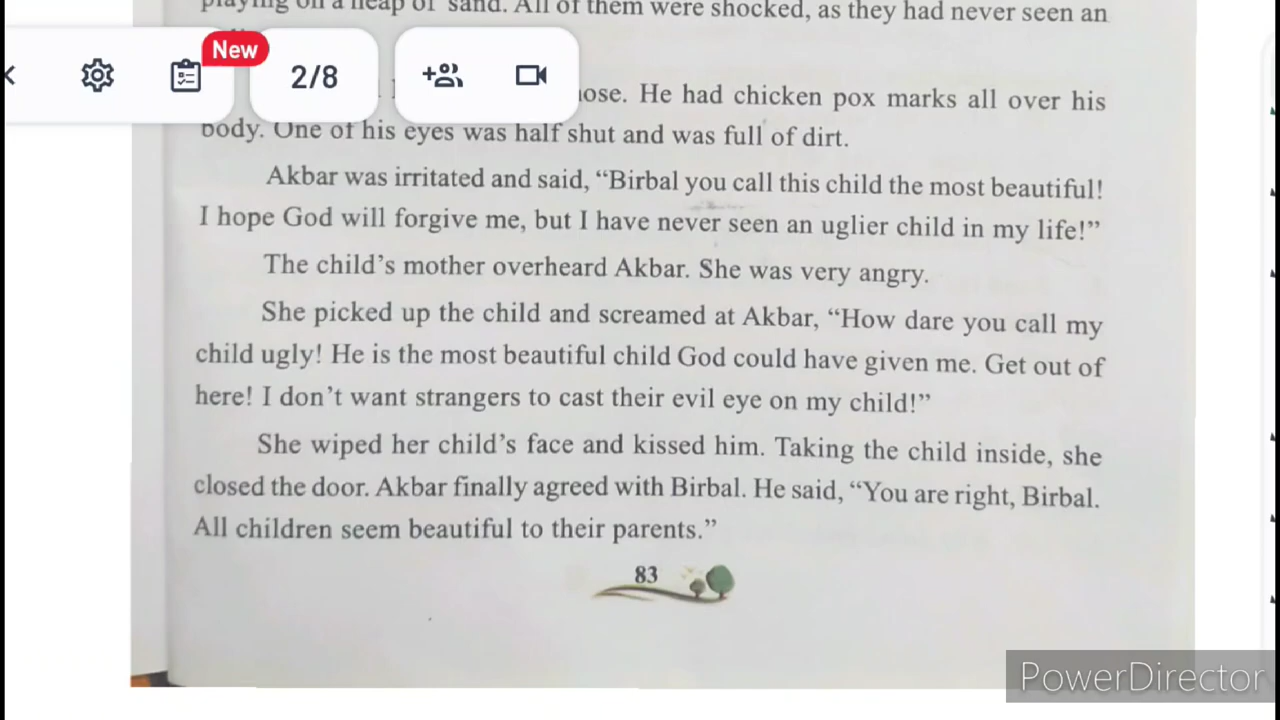 playing on a heap of sand. All of them were shocked, as they had never seen an
New
2/8
nose. He had chicken pox marks all over his
body. One of his eyes was half shut and was full of dirt.
Akbar was irritated and said, “Birbal you call this child the most beautiful!
I hope God will forgive me, but I have never seen an uglier child in my life!”
The child’s mother overheard Akbar. She was very angry.
She picked up the child and screamed at Akbar, “How dare you call my
child ugly! He is the most beautiful child God could have given me. Get out of
here! I don’t want strangers to cast their evil eye on my child!”
She wiped her child’s face and kissed him. Taking the child inside, she
closed the door. Akbar finally agreed with Birbal. He said, “You are right, Birbal.
All children seem beautiful to their parents.”
83
PowerDirector